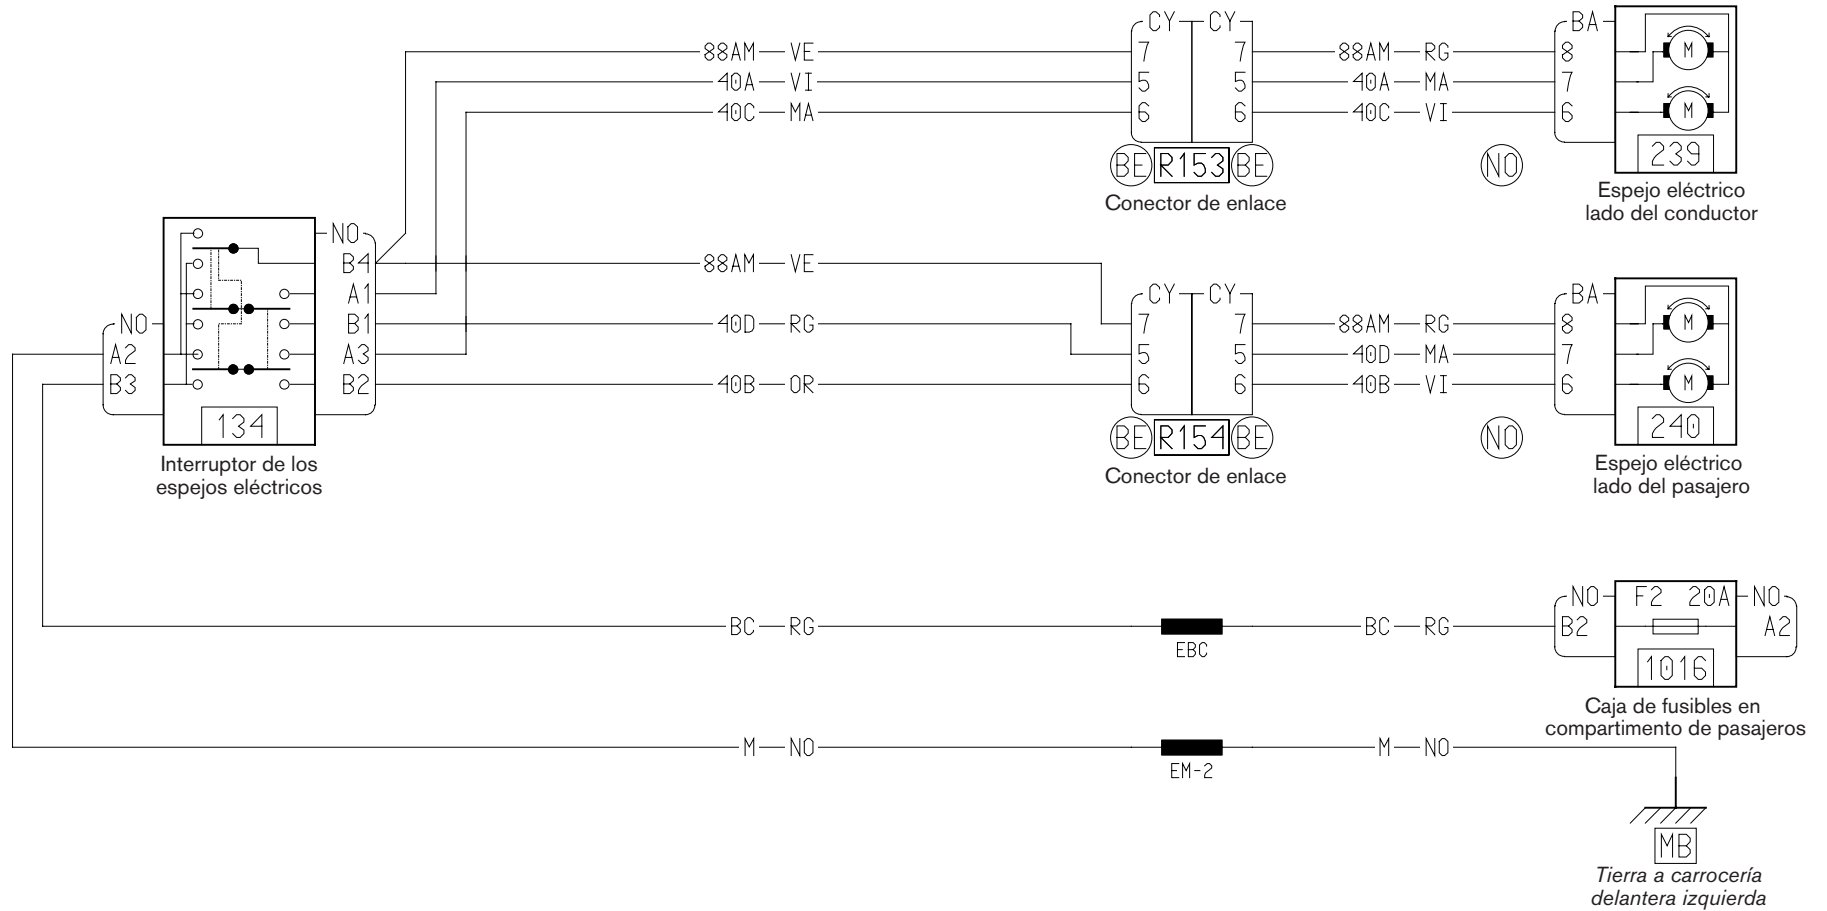 CY CY BA
88AM VE 7 7 88AM RG 8 M
40A VI 5 5 40A MA 7
40C MA 6 6 40C VI 6 M
BE R153 BE NO 239
Conector de enlace
Espejo eléctrico
lado del conductor
NO
B4 88AM VE
A1 CY CY BA
NO B1 40D RG 7 7 88AM RG 8 M
A2 A3 5 5 40D MA 7
B3 B2 40B OR 6 6 40B VI 6 M
134 BE R154 BE NO 240
Interruptor de los
espejos eléctricos
Conector de enlace
Espejo eléctrico
lado del pasajero
NO F2 20A NO
BC RG BC RG B2 A2
EBC
1016
Caja de fusibles en
compartimento de pasajeros
M NO M NO
EM-2
MB
Tierra a carrocería
delantera izquierda